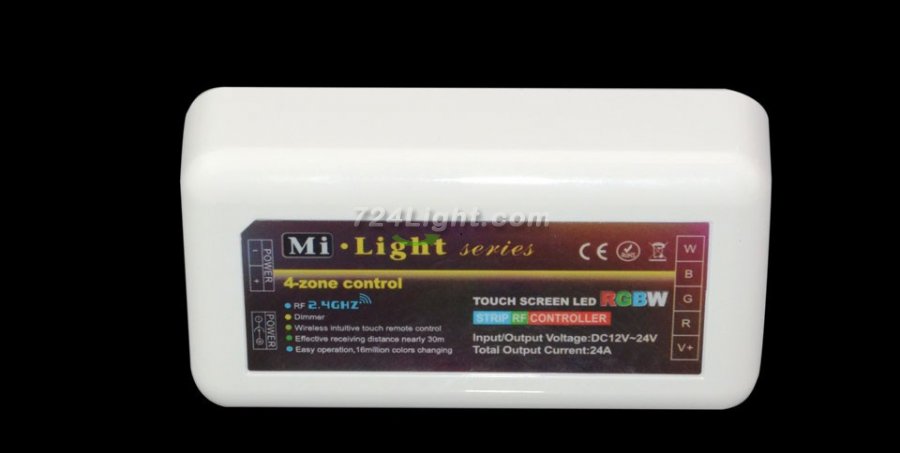 724Light.com
Mi·Light series
CE RoHS
4-zone control
RF 2.4GHZ
Dimmer
Wireless intuitive touch remote control
Effective receiving distance nearly 30m
Easy operation,16million colors changing
- POWER +
POWER
TOUCH SCREEN LED RGBW
STRIP RF CONTROLLER
Input/Output Voltage:DC12V~24V
Total Output Current:24A
W
B
G
R
V+